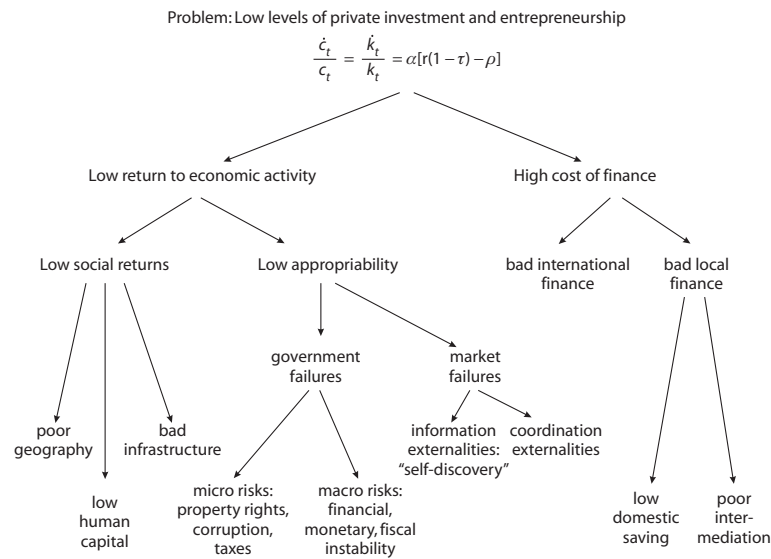 Problem: Low levels of private investment and entrepreneurship
ċₜ/cₜ = k̇ₜ/kₜ = α[r(1 – τ) – ρ]
Low return to economic activity
High cost of finance
Low social returns
Low appropriability
bad international
finance
bad local
finance
government
failures
market
failures
poor
geography
bad
infrastructure
information
externalities:
“self-discovery”
coordination
externalities
low
human
capital
micro risks:
property rights,
corruption,
taxes
macro risks:
financial,
monetary, fiscal
instability
low
domestic
saving
poor
inter-
mediation